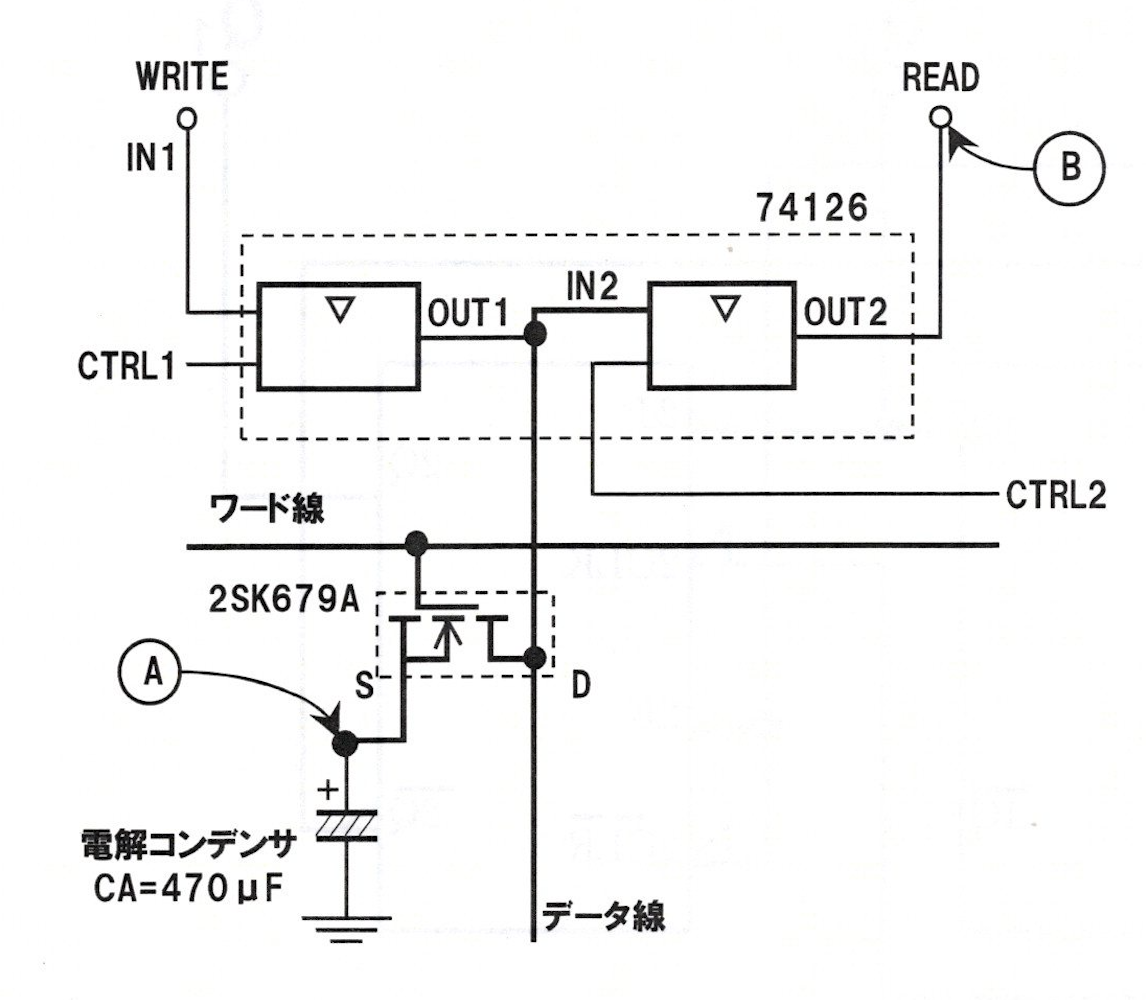 WRITE
READ
IN1
B
74126
IN2
OUT1
OUT2
CTRL1
CTRL2
ワード線
2SK679A
A
S
D
+
電解コンデンサ
CA=470μF
データ線